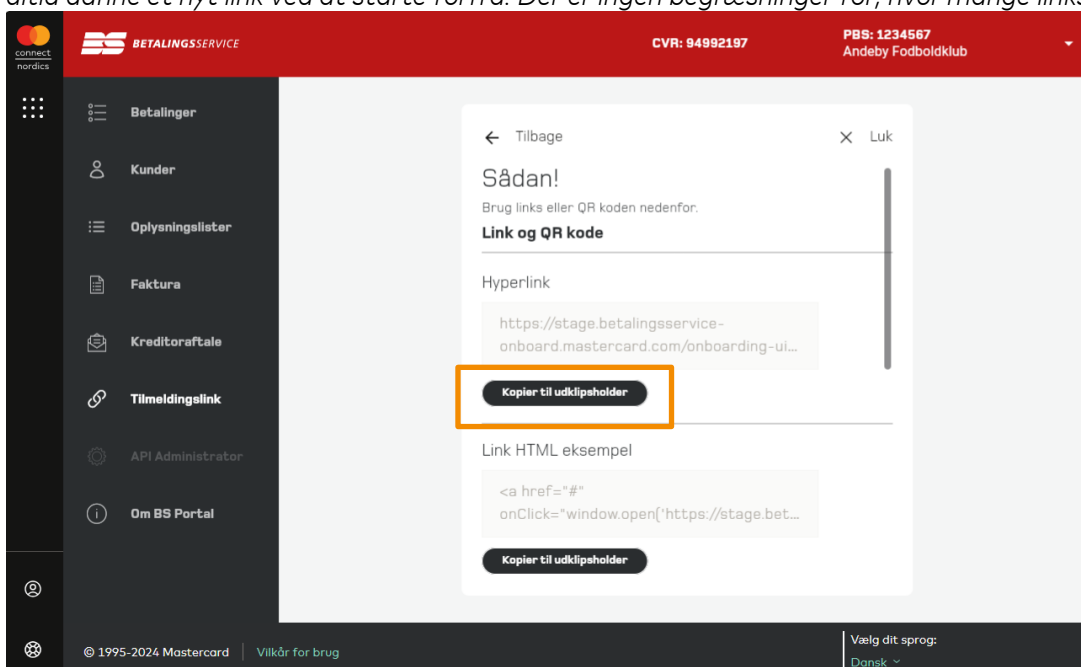 altid danne et nyt link ved at starte forfra. Der er ingen begræsninger for, hvor mange links
connect
nordics
BS BETALINGSSERVICE
CVR: 94992197
PBS: 1234567
Andeby Fodboldklub
Betalinger
Kunder
Oplysningslister
Faktura
Kreditoraftale
Tilmeldingslink
API Administrator
Om BS Portal
Tilbage
Luk
Sådan!
Brug links eller QR koden nedenfor.
Link og QR kode
Hyperlink
https://stage.betalingsservice-
onboard.mastercard.com/onboarding-ui...
Kopier til udklipsholder
Link HTML eksempel
<a href="#"
onClick="window.open('https://stage.bet...
Kopier til udklipsholder
© 1995-2024 Mastercard
Vilkår for brug
Vælg dit sprog:
Dansk